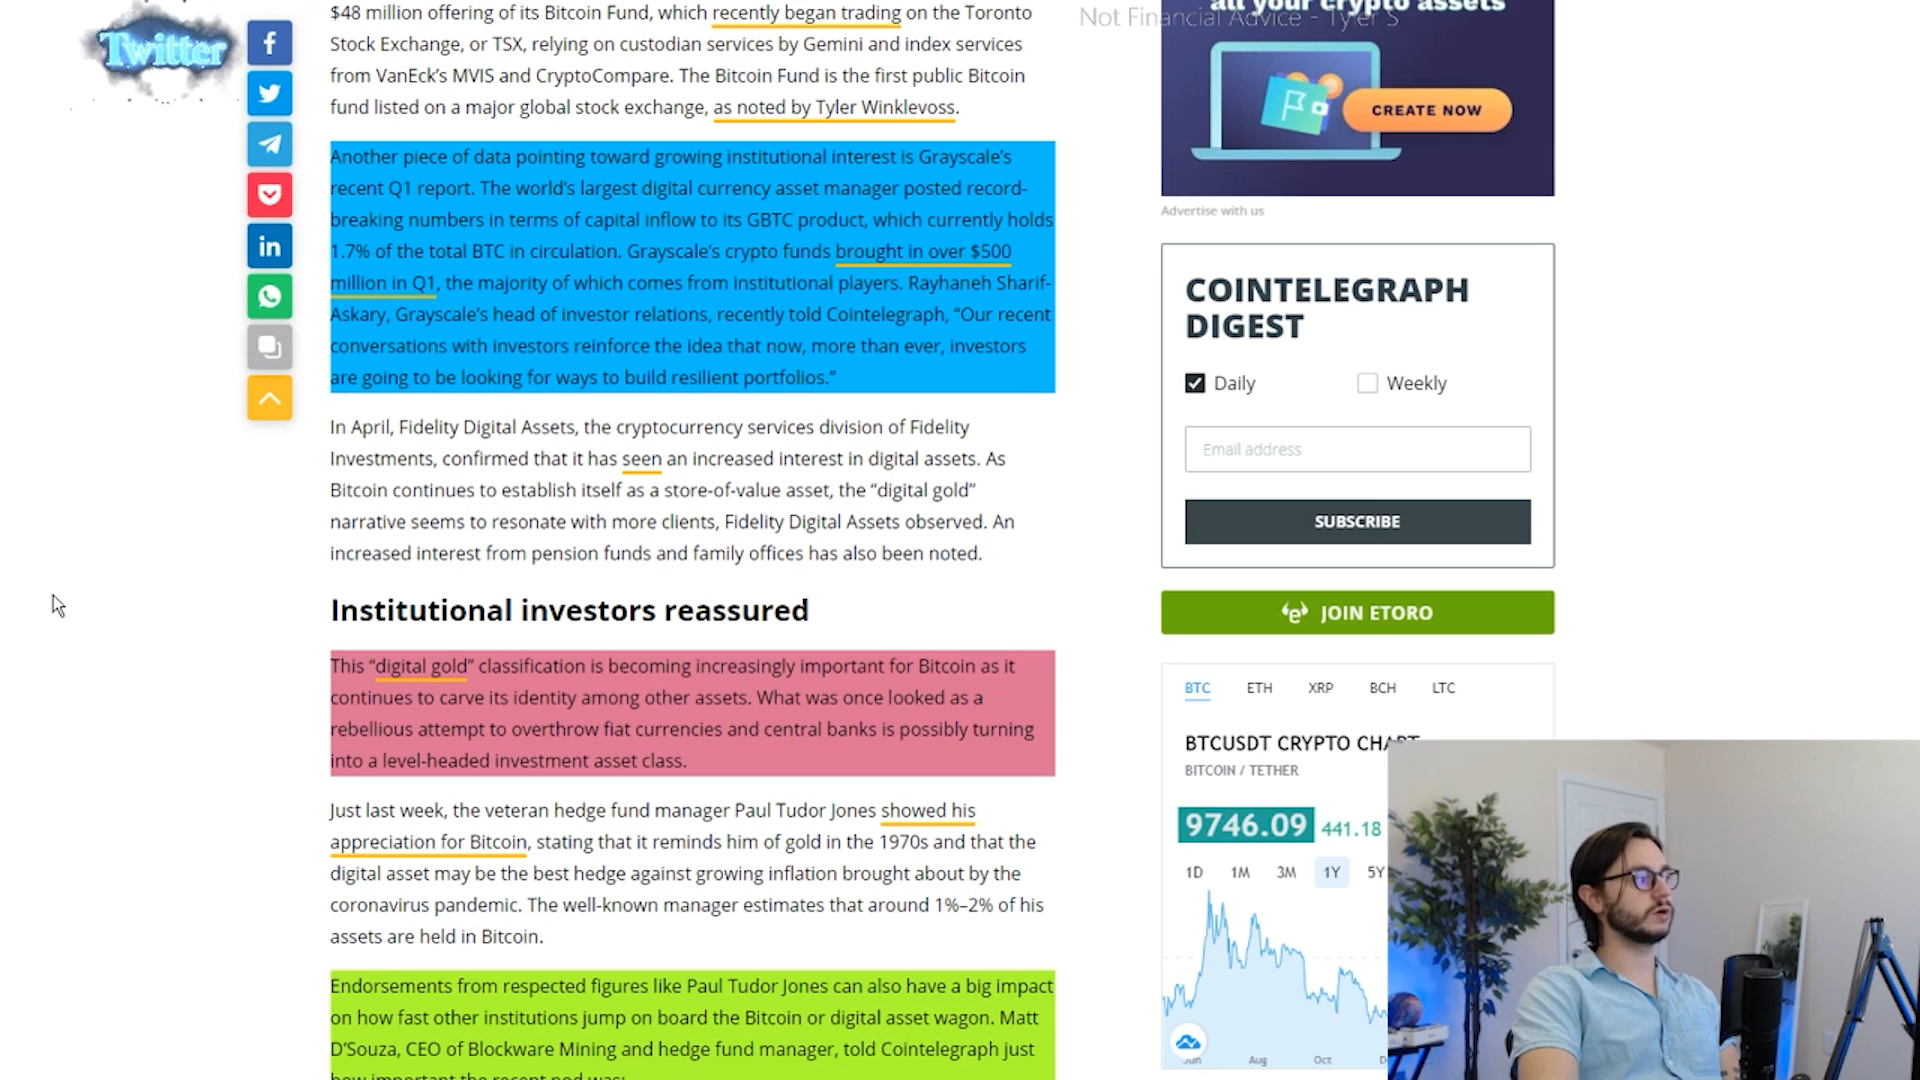 Twitter
$48 million offering of its Bitcoin Fund, which recently began trading on the Toronto
Stock Exchange, or TSX, relying on custodian services by Gemini and index services
from VanEck’s MVIS and CryptoCompare. The Bitcoin Fund is the first public Bitcoin
fund listed on a major global stock exchange, as noted by Tyler Winklevoss.
Another piece of data pointing toward growing institutional interest is Grayscale’s
recent Q1 report. The world’s largest digital currency asset manager posted record-
breaking numbers in terms of capital inflow to its GBTC product, which currently holds
1.7% of the total BTC in circulation. Grayscale’s crypto funds brought in over $500
million in Q1, the majority of which comes from institutional players. Rayhaneh Sharif-
Askary, Grayscale’s head of investor relations, recently told Cointelegraph, “Our recent
conversations with investors reinforce the idea that now, more than ever, investors
are going to be looking for ways to build resilient portfolios.”
In April, Fidelity Digital Assets, the cryptocurrency services division of Fidelity
Investments, confirmed that it has seen an increased interest in digital assets. As
Bitcoin continues to establish itself as a store-of-value asset, the “digital gold”
narrative seems to resonate with more clients, Fidelity Digital Assets observed. An
increased interest from pension funds and family offices has also been noted.
Institutional investors reassured
This “digital gold” classification is becoming increasingly important for Bitcoin as it
continues to carve its identity among other assets. What was once looked as a
rebellious attempt to overthrow fiat currencies and central banks is possibly turning
into a level-headed investment asset class.
Just last week, the veteran hedge fund manager Paul Tudor Jones showed his
appreciation for Bitcoin, stating that it reminds him of gold in the 1970s and that the
digital asset may be the best hedge against growing inflation brought about by the
coronavirus pandemic. The well-known manager estimates that around 1%–2% of his
assets are held in Bitcoin.
Endorsements from respected figures like Paul Tudor Jones can also have a big impact
on how fast other institutions jump on board the Bitcoin or digital asset wagon. Matt
D’Souza, CEO of Blockware Mining and hedge fund manager, told Cointelegraph just
how important the recent nod was:
all your crypto assets
Not Financial Advice - Tyler S
CREATE NOW
Advertise with us
COINTELEGRAPH
DIGEST
Daily Weekly
Email address
SUBSCRIBE
JOIN ETORO
BTC ETH XRP BCH LTC
BTCUSDT CRYPTO CHART
BITCOIN / TETHER
9746.09 441.18
1D 1M 3M 1Y 5Y
Jun Aug Oct